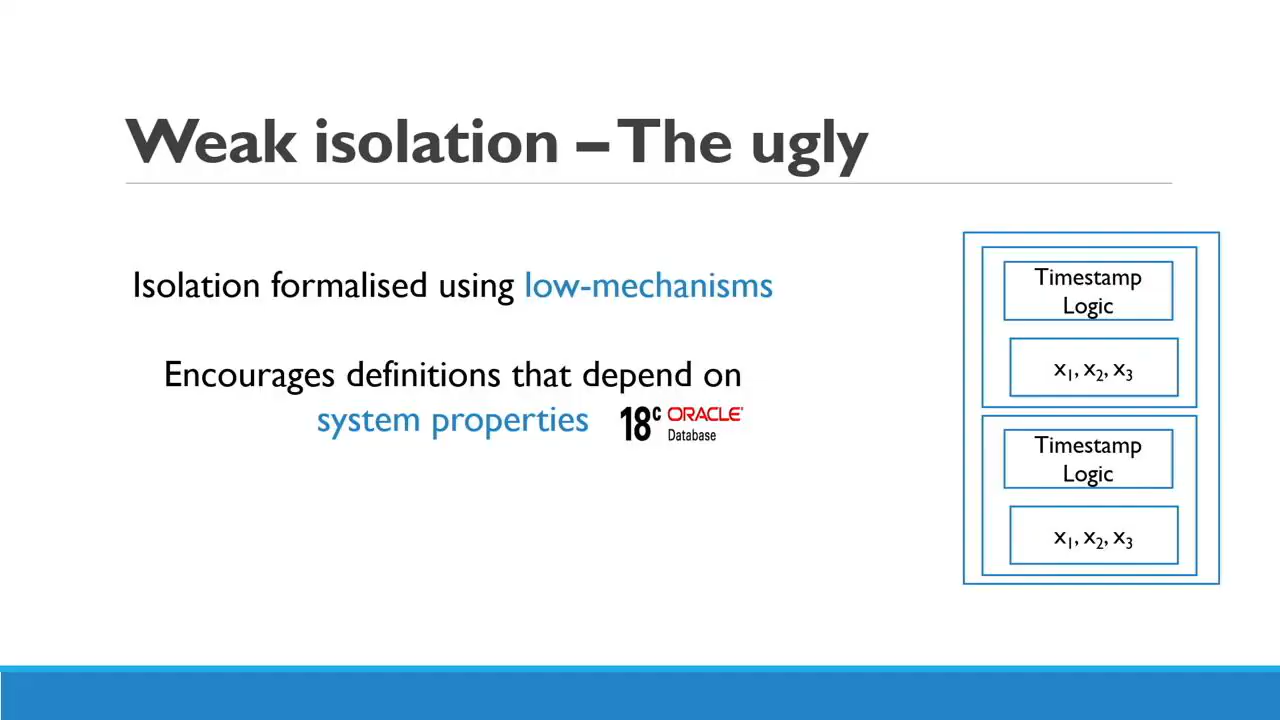 Weak isolation – The ugly
Isolation formalised using low-mechanisms
Encourages definitions that depend on
system properties
18c ORACLE
Database
Timestamp
Logic
x1, x2, x3
Timestamp
Logic
x1, x2, x3